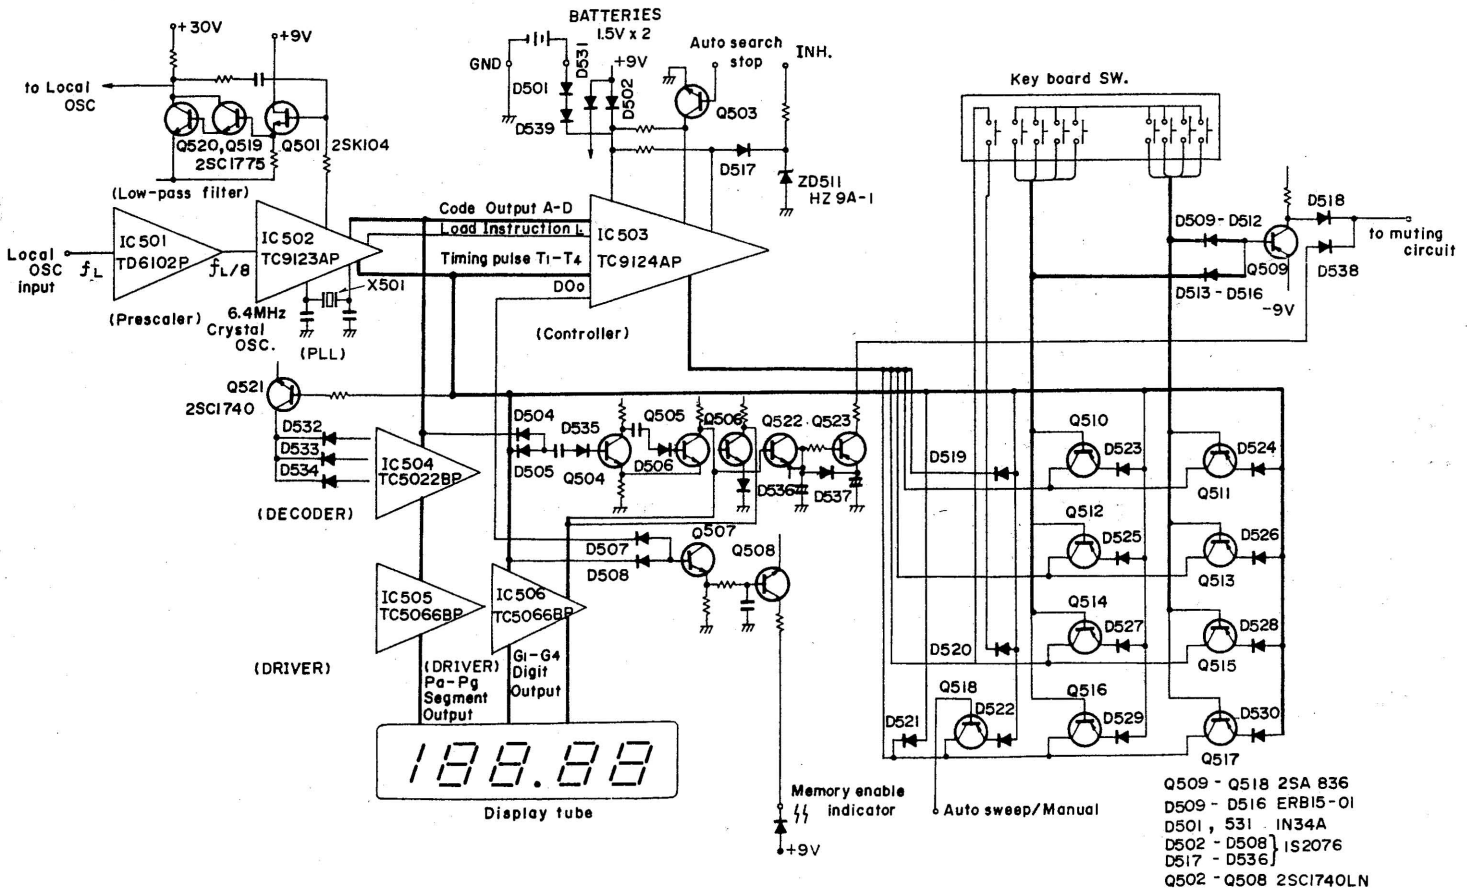 BATTERIES
1.5V x 2
+30V
+9V
GND
D531
+9V
Auto search
stop
INH.
Key board SW.
to Local
OSC
D501
D502
Q503
D539
Q520, Q519
2SC1775
Q501
2SK104
D517
ZD511
HZ 9A-1
(Low-pass filter)
IC501
TD6102P
IC502
TC9123AP
Code Output A-D
Load Instruction L
Timing pulse T1-T4
DO0
IC503
TC9124AP
D509-D512
D518
to muting
circuit
Q509
D538
D513-D516
-9V
Local
OSC
input
fL
fL/8
X501
(Prescaler)
6.4MHz
Crystal
OSC.
(PLL)
(Controller)
Q521
2SC1740
D532
D533
D534
IC504
TC5022BP
(DECODER)
D504
D535
Q505
Q506
Q522
Q523
D505
Q504
D506
D536
D537
D519
Q510
D523
D524
Q511
Q512
D525
D526
Q513
Q507
D507
D508
Q508
IC505
TC5066BP
IC506
TC5066BP
Q514
D527
D528
Q515
D520
(DRIVER)
(DRIVER)
Pa-Pg
Segment
Output
G1-G4
Digit
Output
Q518
D521
D522
Q516
D529
D530
Q517
188.88
Display tube
Memory enable
indicator
+9V
Auto sweep/Manual
Q509 - Q518 2SA 836
D509 - D516 ERB15-01
D501, 531 1N34A
D502 - D508
D517 - D536 } 1S2076
Q502 - Q508 2SC1740LN